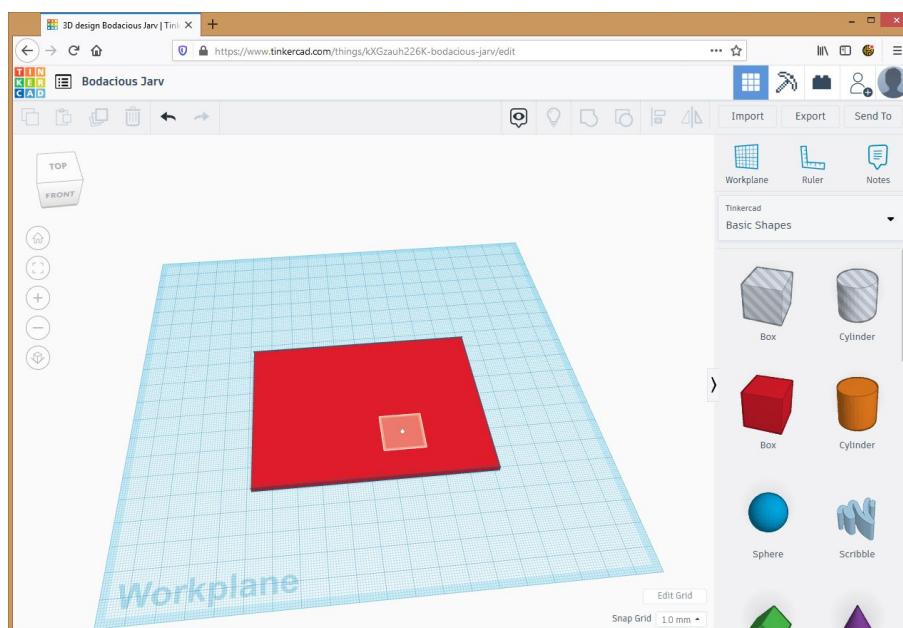 3D design Bodacious Jarv | Tink
https://www.tinkercad.com/things/kXGzauh226K-bodacious-jarv/edit
TIN
KER
CAD
Bodacious Jarv
Import Export Send To
TOP
FRONT
Workplane Ruler Notes
Tinkercad
Basic Shapes
Box Cylinder
Box Cylinder
Sphere Scribble
Workplane
Edit Grid
Snap Grid 1.0 mm